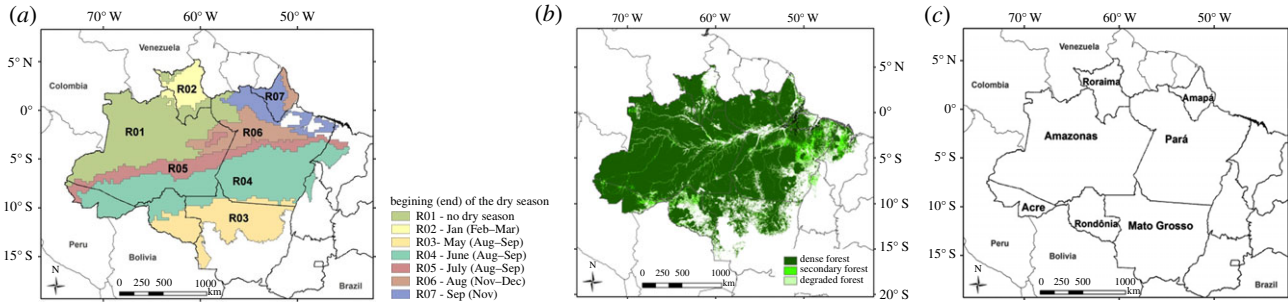 (a)
70° W 60° W 50° W
5° N
0°
5° S
10° S
15° S
Venezuela
Colombia
Peru
Bolivia
Brazil
R02
R07
R01
R06
R05
R04
R03
N
0 250 500 1000
km
begining (end) of the dry season
R01 - no dry season
R02 - Jan (Feb–Mar)
R03- May (Aug–Sep)
R04 - June (Aug–Sep)
R05 - July (Aug–Sep)
R06 - Aug (Nov–Dec)
R07 - Sep (Nov)
(b)
70° W 60° W 50° W
5° N
0°
5° S
10° S
15° S
20° S
N
0 250 500 1000
km
dense forest
secondary forest
degraded forest
(c)
70° W 60° W 50° W
5° N
0°
5° S
10° S
15° S
Venezuela
Colombia
Roraima
Amapá
Amazonas
Pará
Acre
Rondônia
Mato Grosso
Peru
Bolivia
Brazil
N
0 250 500 1000
km